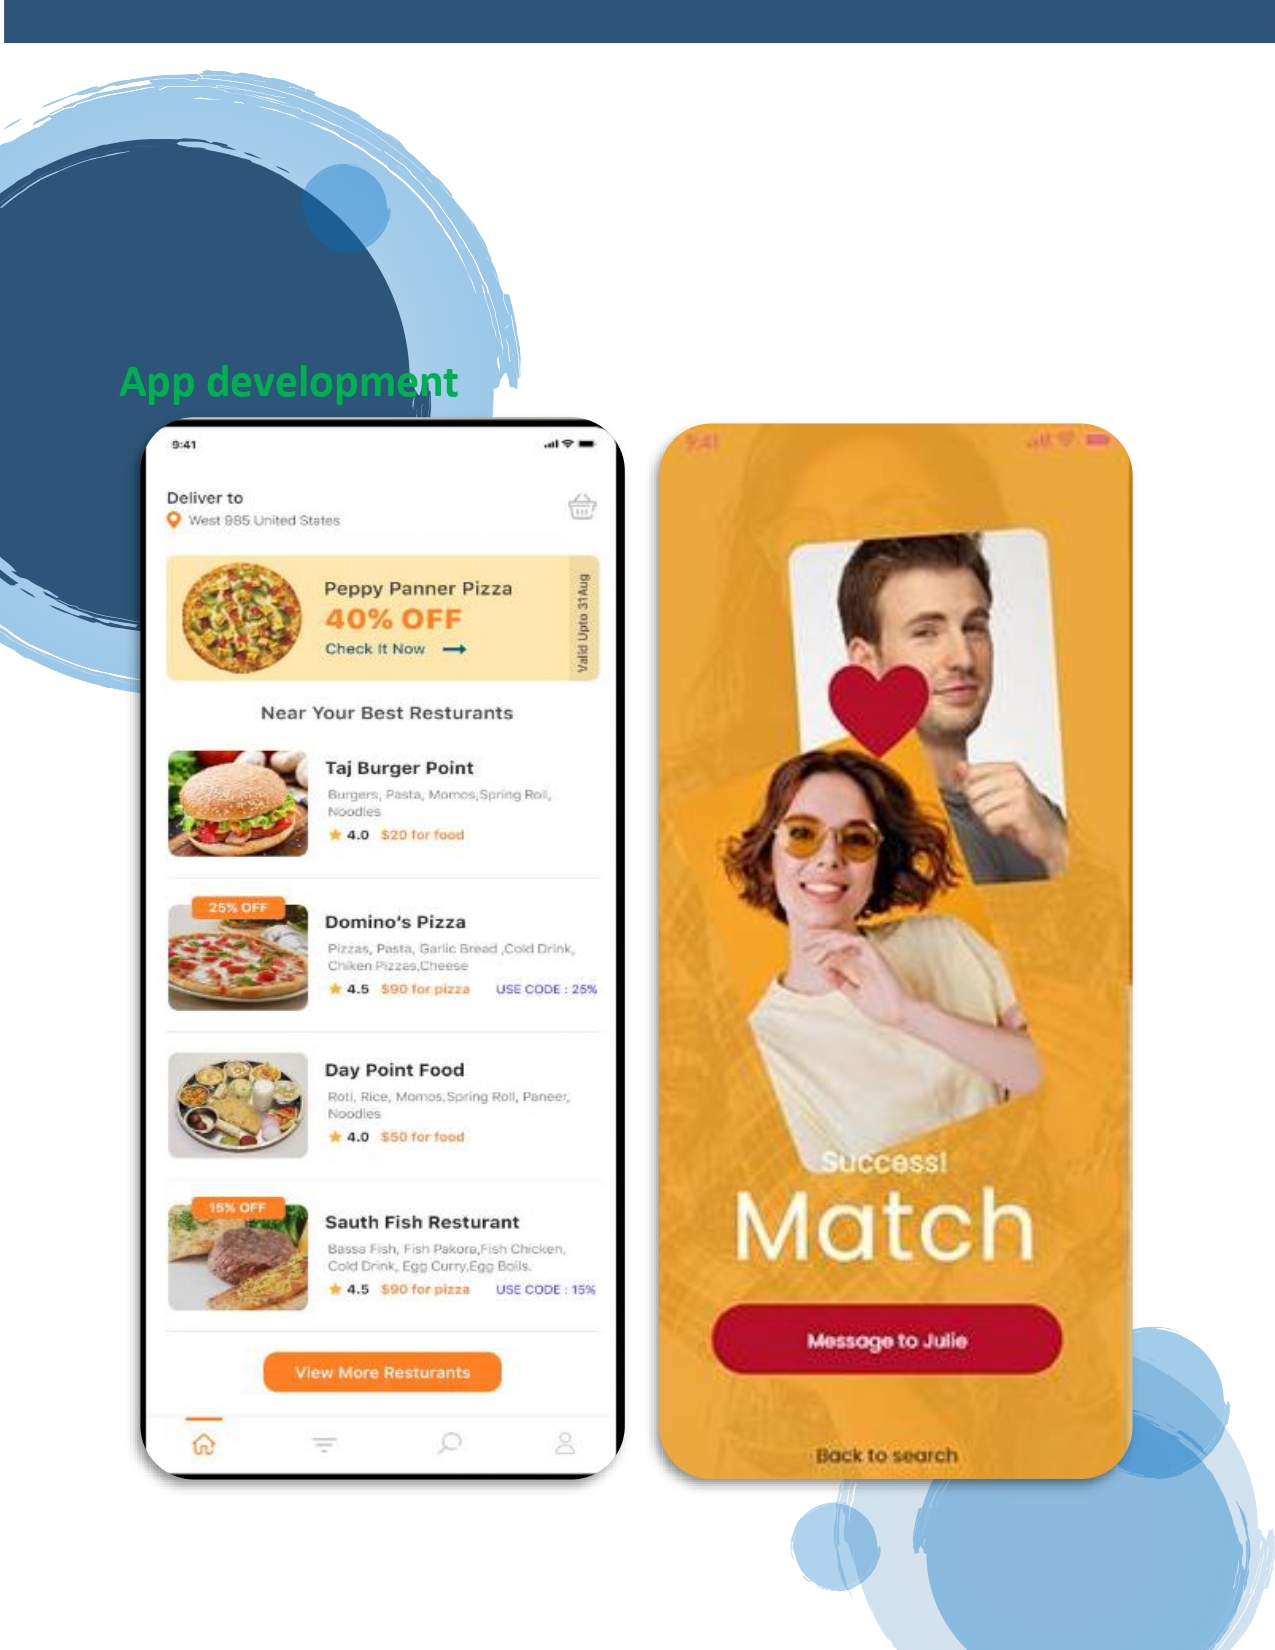 App development
9:41
Deliver to
West 985 United States
Peppy Panner Pizza
40% OFF
Check It Now
Valid Upto 31Aug
Near Your Best Resturants
Taj Burger Point
Burgers, Pasta, Momos,Spring Roll,
Noodles
4.0 $20 for food
25% OFF
Domino's Pizza
Pizzas, Pasta, Garlic Bread ,Cold Drink,
Chiken Pizzas,Cheese
4.5 $90 for pizza USE CODE : 25%
Day Point Food
Roti, Rice, Momos,Spring Roll, Paneer,
Noodles
4.0 $50 for food
15% OFF
Sauth Fish Resturant
Bassa Fish, Fish Pakora,Fish Chicken,
Cold Drink, Egg Curry,Egg Boils.
4.5 $90 for pizza USE CODE : 15%
View More Resturants
9:41
Success!
Match
Message to Julie
Back to search